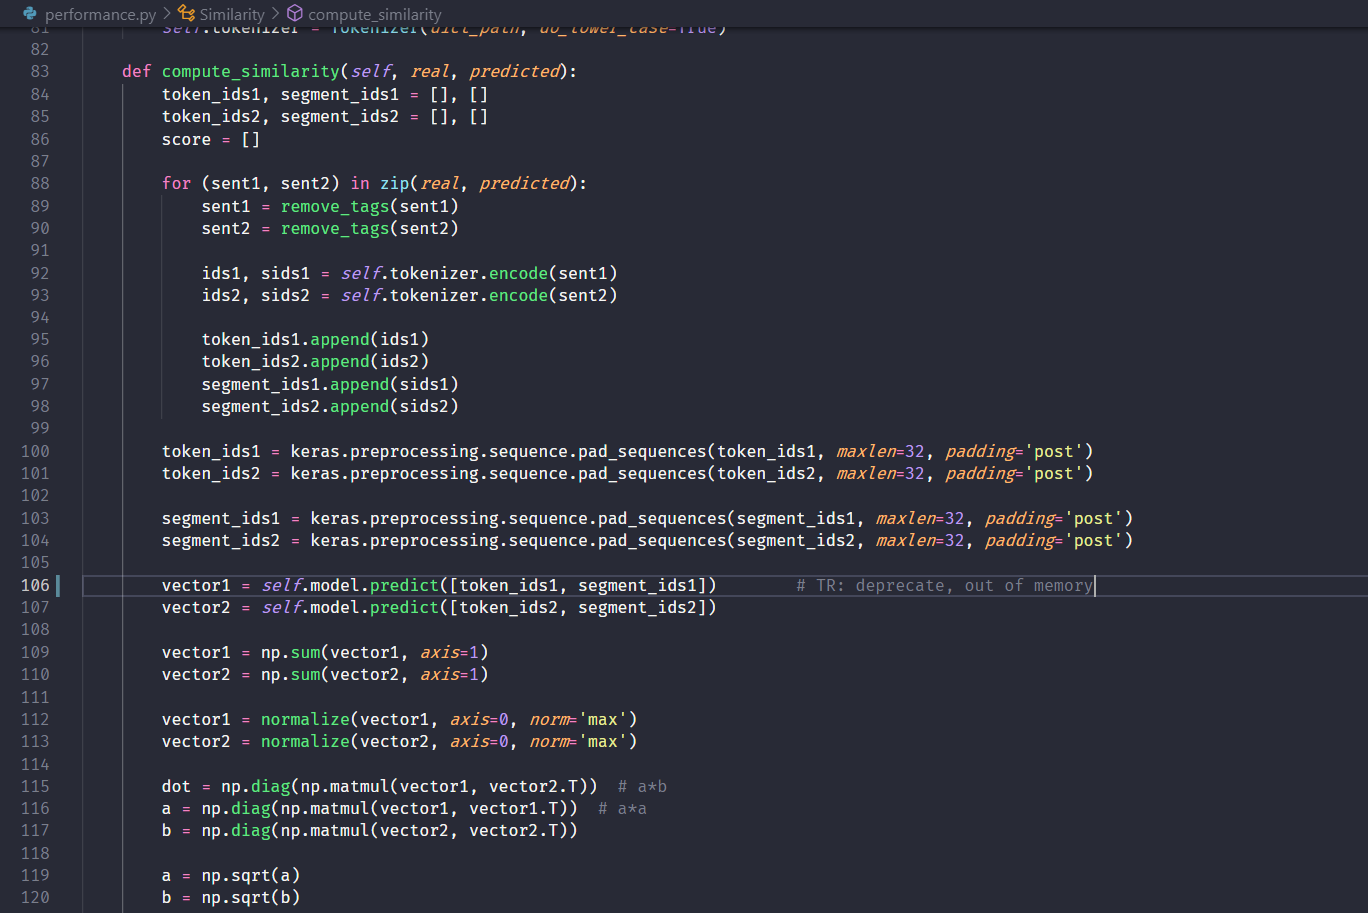 performance.py > Similarity > compute_similarity
81 self.tokenizer = Tokenizer(dict_path, do_lower_case=True)
82
83 def compute_similarity(self, real, predicted):
84 token_ids1, segment_ids1 = [], []
85 token_ids2, segment_ids2 = [], []
86 score = []
87
88 for (sent1, sent2) in zip(real, predicted):
89 sent1 = remove_tags(sent1)
90 sent2 = remove_tags(sent2)
91
92 ids1, sids1 = self.tokenizer.encode(sent1)
93 ids2, sids2 = self.tokenizer.encode(sent2)
94
95 token_ids1.append(ids1)
96 token_ids2.append(ids2)
97 segment_ids1.append(sids1)
98 segment_ids2.append(sids2)
99
100 token_ids1 = keras.preprocessing.sequence.pad_sequences(token_ids1, maxlen=32, padding='post')
101 token_ids2 = keras.preprocessing.sequence.pad_sequences(token_ids2, maxlen=32, padding='post')
102
103 segment_ids1 = keras.preprocessing.sequence.pad_sequences(segment_ids1, maxlen=32, padding='post')
104 segment_ids2 = keras.preprocessing.sequence.pad_sequences(segment_ids2, maxlen=32, padding='post')
105
106 vector1 = self.model.predict([token_ids1, segment_ids1]) # TR: deprecate, out of memory
107 vector2 = self.model.predict([token_ids2, segment_ids2])
108
109 vector1 = np.sum(vector1, axis=1)
110 vector2 = np.sum(vector2, axis=1)
111
112 vector1 = normalize(vector1, axis=0, norm='max')
113 vector2 = normalize(vector2, axis=0, norm='max')
114
115 dot = np.diag(np.matmul(vector1, vector2.T)) # a*b
116 a = np.diag(np.matmul(vector1, vector1.T)) # a*a
117 b = np.diag(np.matmul(vector2, vector2.T))
118
119 a = np.sqrt(a)
120 b = np.sqrt(b)